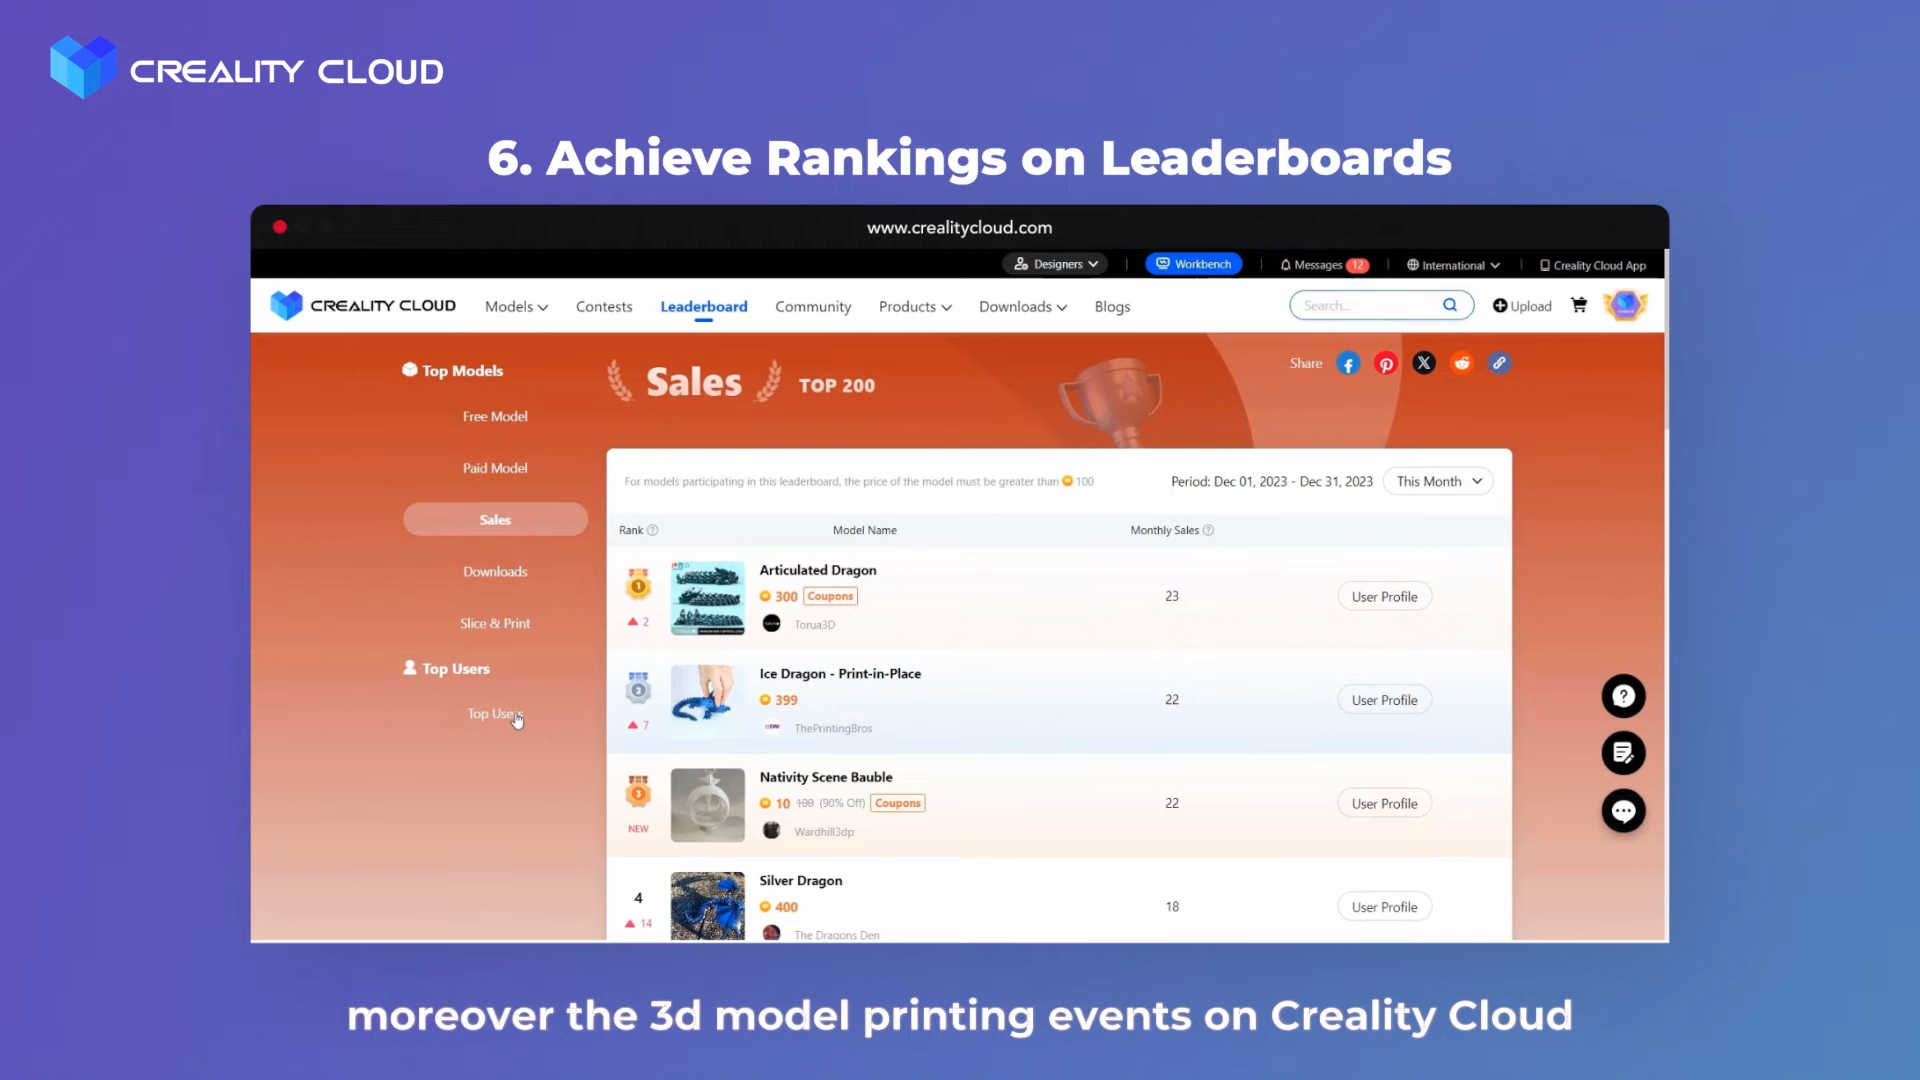 CREALITY CLOUD
6. Achieve Rankings on Leaderboards
www.crealitycloud.com
Designers
Workbench
Messages 12
International
Creality Cloud App
CREALITY CLOUD
Models
Contests
Leaderboard
Community
Products
Downloads
Blogs
Search...
Upload
Top Models
Free Model
Paid Model
Sales
Downloads
Slice & Print
Top Users
Top Users
Sales TOP 200
Share
For models participating in this leaderboard, the price of the model must be greater than 100
Period: Dec 01, 2023 - Dec 31, 2023
This Month
Rank
Model Name
Monthly Sales
1
2
Articulated Dragon
300 Coupons
Torua3D
23
User Profile
2
7
Ice Dragon - Print-in-Place
399
ThePrintingBros
22
User Profile
3
NEW
Nativity Scene Bauble
10 100 (90% Off) Coupons
Wardhill3dp
22
User Profile
4
14
Silver Dragon
400
The Dragons Den
18
User Profile
moreover the 3d model printing events on Creality Cloud